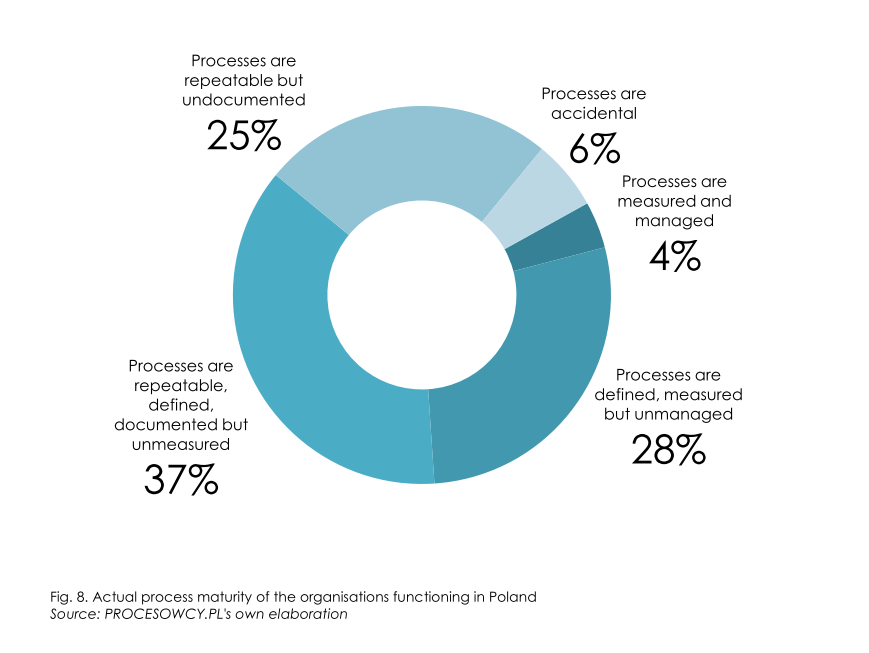 Processes are
repeatable but
undocumented
25%
Processes are
accidental
6%
Processes are
measured and
managed
4%
Processes are
repeatable,
defined,
documented but
unmeasured
37%
Processes are
defined, measured
but unmanaged
28%
Fig. 8. Actual process maturity of the organisations functioning in Poland
Source: PROCESOWCY.PL's own elaboration